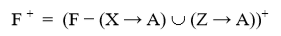 F ⁺ = (F − (X → A) ∪ (Z → A))⁺